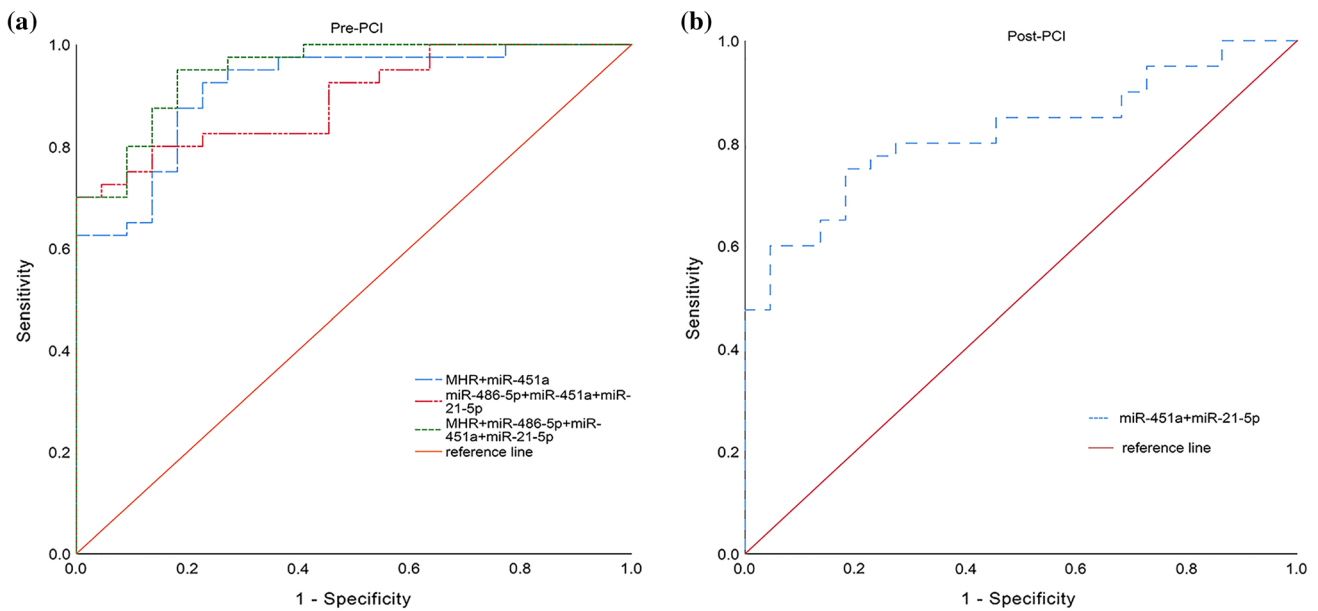 (a)
Pre-PCI
1.0
0.8
0.6
0.4
0.2
0.0
Sensitivity
0.0 0.2 0.4 0.6 0.8 1.0
1 - Specificity
MHR+miR-451a
miR-486-5p+miR-451a+miR-
21-5p
MHR+miR-486-5p+miR-
451a+miR-21-5p
reference line
(b)
Post-PCI
1.0
0.8
0.6
0.4
0.2
0.0
Sensitivity
0.0 0.2 0.4 0.6 0.8 1.0
1 - Specificity
miR-451a+miR-21-5p
reference line